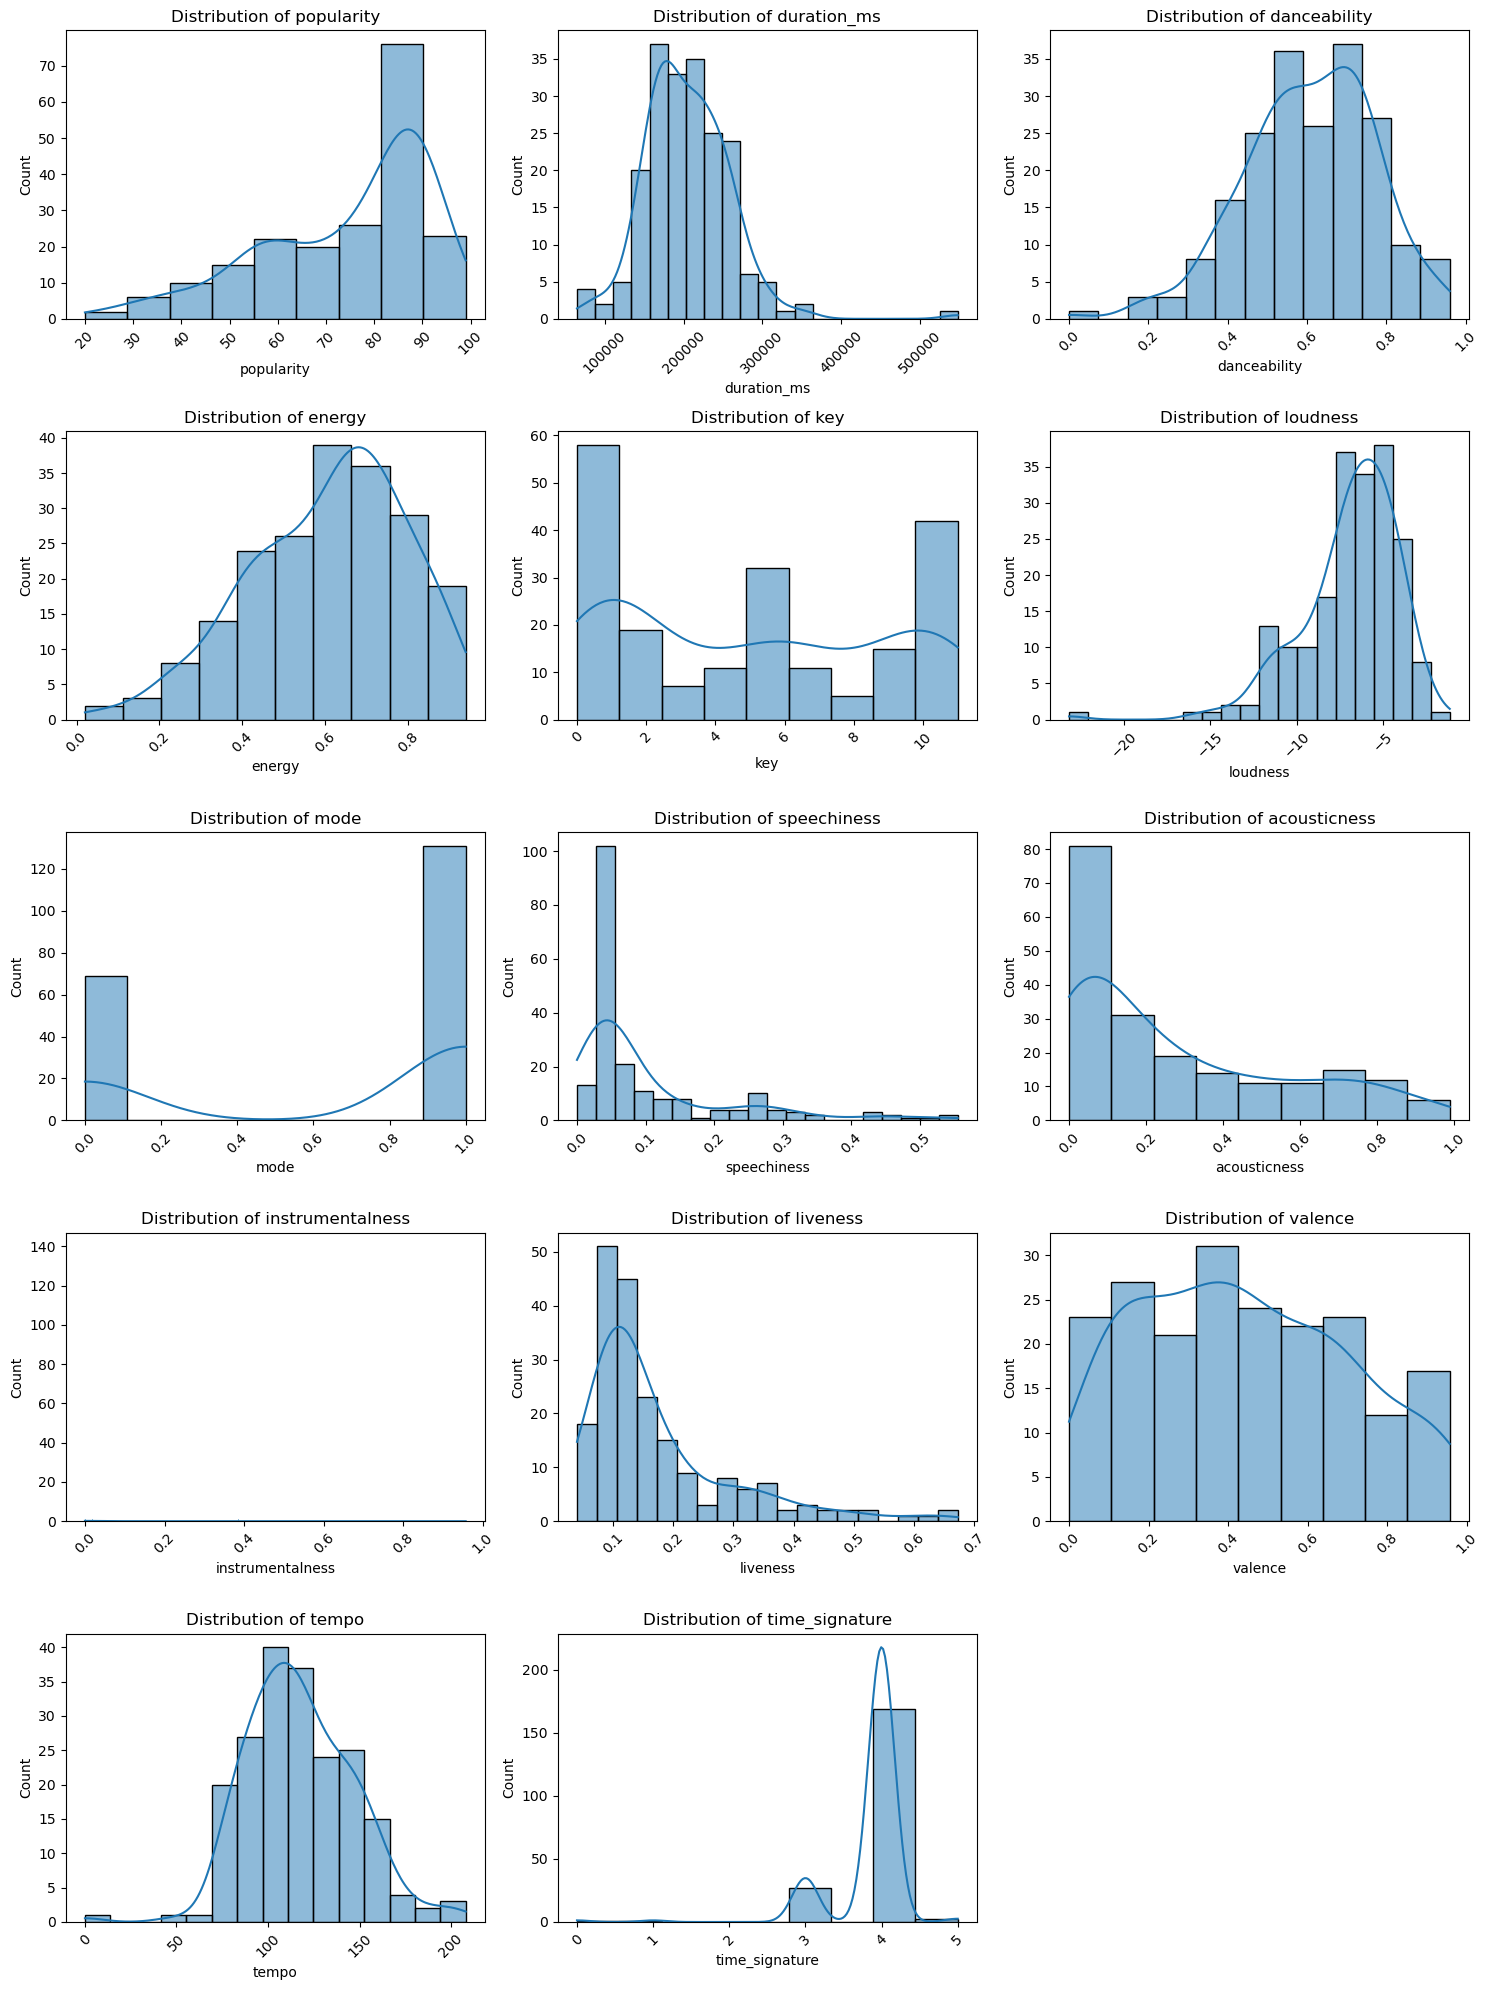 Distribution of popularity
70
60
50
40
30
20
10
0
Count
20 30 40 50 60 70 80 90 100
popularity
Distribution of duration_ms
35
30
25
20
15
10
5
0
Count
100000 200000 300000 400000 500000
duration_ms
Distribution of danceability
35
30
25
20
15
10
5
0
Count
0.0 0.2 0.4 0.6 0.8 1.0
danceability
Distribution of energy
40
35
30
25
20
15
10
5
0
Count
0.0 0.2 0.4 0.6 0.8
energy
Distribution of key
60
50
40
30
20
10
0
Count
0 2 4 6 8 10
key
Distribution of loudness
35
30
25
20
15
10
5
0
Count
−20 −15 −10 −5
loudness
Distribution of mode
120
100
80
60
40
20
0
Count
0.0 0.2 0.4 0.6 0.8 1.0
mode
Distribution of speechiness
100
80
60
40
20
0
Count
0.0 0.1 0.2 0.3 0.4 0.5
speechiness
Distribution of acousticness
80
70
60
50
40
30
20
10
0
Count
0.0 0.2 0.4 0.6 0.8 1.0
acousticness
Distribution of instrumentalness
140
120
100
80
60
40
20
0
Count
0.0 0.2 0.4 0.6 0.8 1.0
instrumentalness
Distribution of liveness
50
40
30
20
10
0
Count
0.1 0.2 0.3 0.4 0.5 0.6 0.7
liveness
Distribution of valence
30
25
20
15
10
5
0
Count
0.0 0.2 0.4 0.6 0.8 1.0
valence
Distribution of tempo
40
35
30
25
20
15
10
5
0
Count
0 50 100 150 200
tempo
Distribution of time_signature
200
150
100
50
0
Count
0 1 2 3 4 5
time_signature